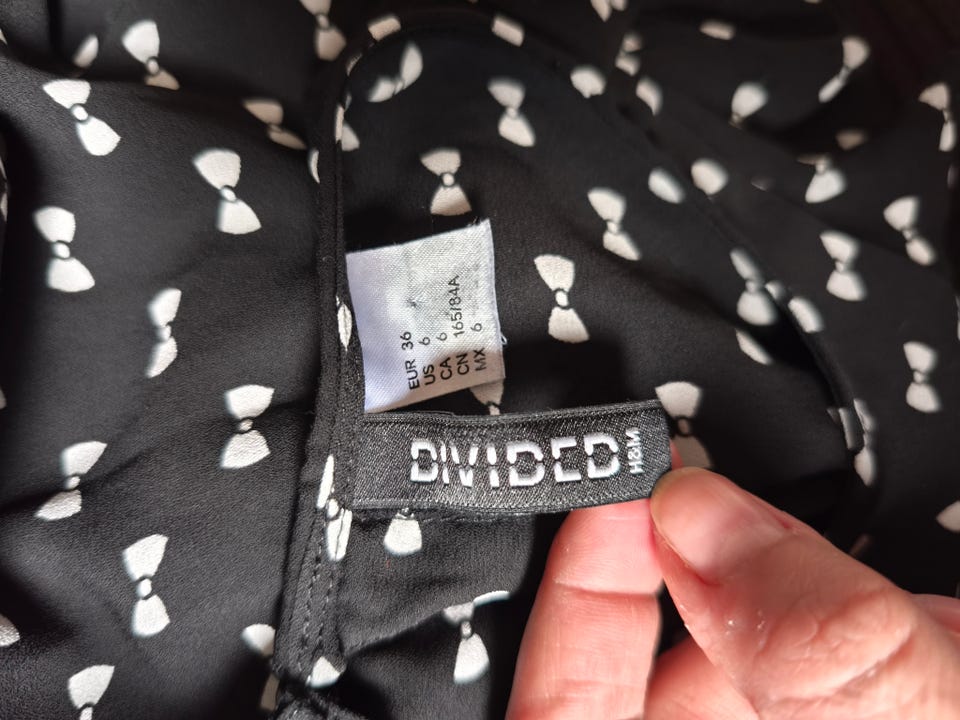 EUR 36
US 6
CA 6
CN 165/84A
MX 6
DIVIDED
H&M